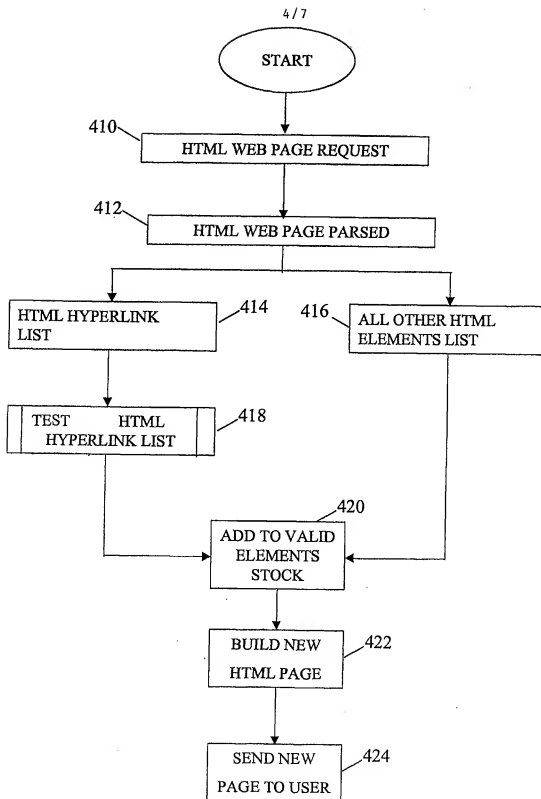 4/7
START
410
HTML WEB PAGE REQUEST
412
HTML WEB PAGE PARSED
HTML HYPERLINK
LIST
414
416
ALL OTHER HTML
ELEMENTS LIST
TEST HTML
HYPERLINK LIST
418
420
ADD TO VALID
ELEMENTS
STOCK
BUILD NEW
HTML PAGE
422
SEND NEW
PAGE TO USER
424